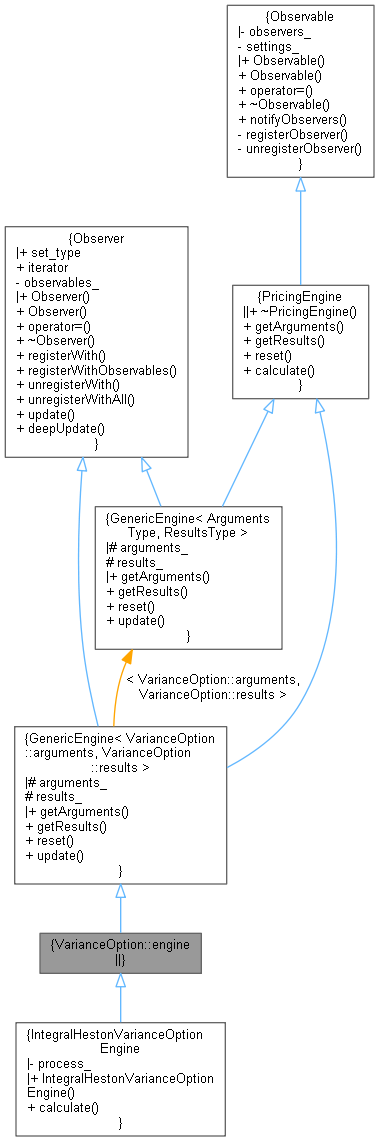 {Observable
|- observers_
- settings_
|+ Observable()
+ Observable()
+ operator=()
+ ~Observable()
+ notifyObservers()
- registerObserver()
- unregisterObserver()
}
{Observer
|+ set_type
+ iterator
- observables_
|+ Observer()
+ Observer()
+ operator=()
+ ~Observer()
+ registerWith()
+ registerWithObservables()
+ unregisterWith()
+ unregisterWithAll()
+ update()
+ deepUpdate()
}
{PricingEngine
||+ ~PricingEngine()
+ getArguments()
+ getResults()
+ reset()
+ calculate()
}
{GenericEngine< Arguments
Type, ResultsType >
|# arguments_
# results_
|+ getArguments()
+ getResults()
+ reset()
+ update()
}
< VarianceOption::arguments,
VarianceOption::results >
{GenericEngine< VarianceOption
::arguments, VarianceOption
::results >
|# arguments_
# results_
|+ getArguments()
+ getResults()
+ reset()
+ update()
}
{VarianceOption::engine
||}
{IntegralHestonVarianceOption
Engine
|- process_
|+ IntegralHestonVarianceOption
Engine()
+ calculate()
}